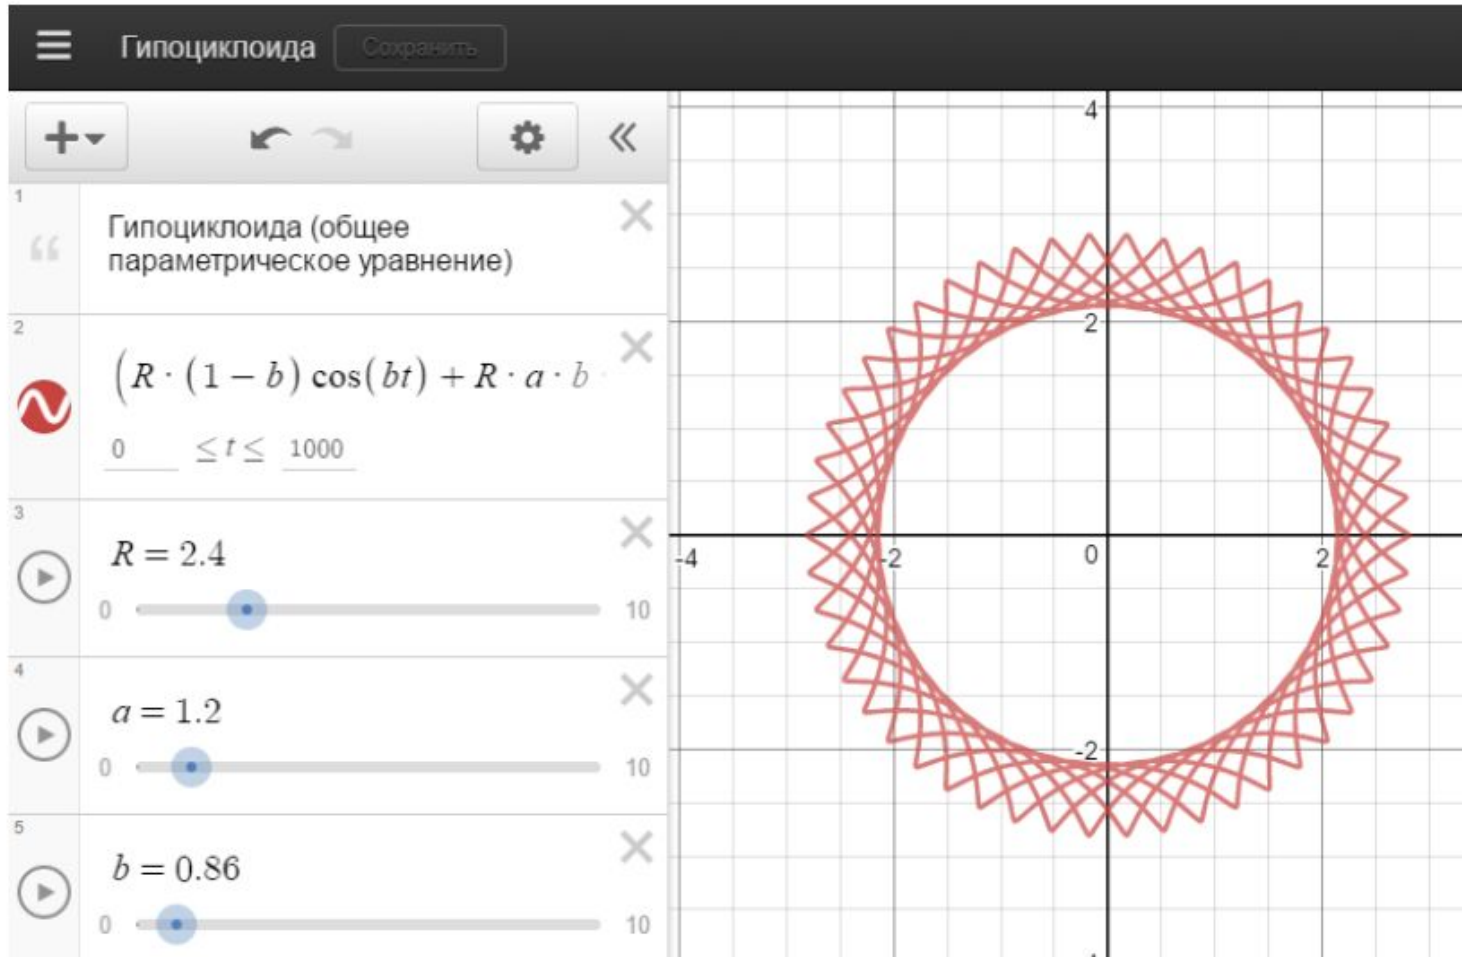 Гипоциклоида
Сохранить
1
Гипоциклоида (общее
параметрическое уравнение)
2
(R · (1 − b) cos(bt) + R · a · b ·
0 ≤ t ≤ 1000
3
R = 2.4
0 10
4
a = 1.2
0 10
5
b = 0.86
0 10
4
2
-4 -2 0 2
-2